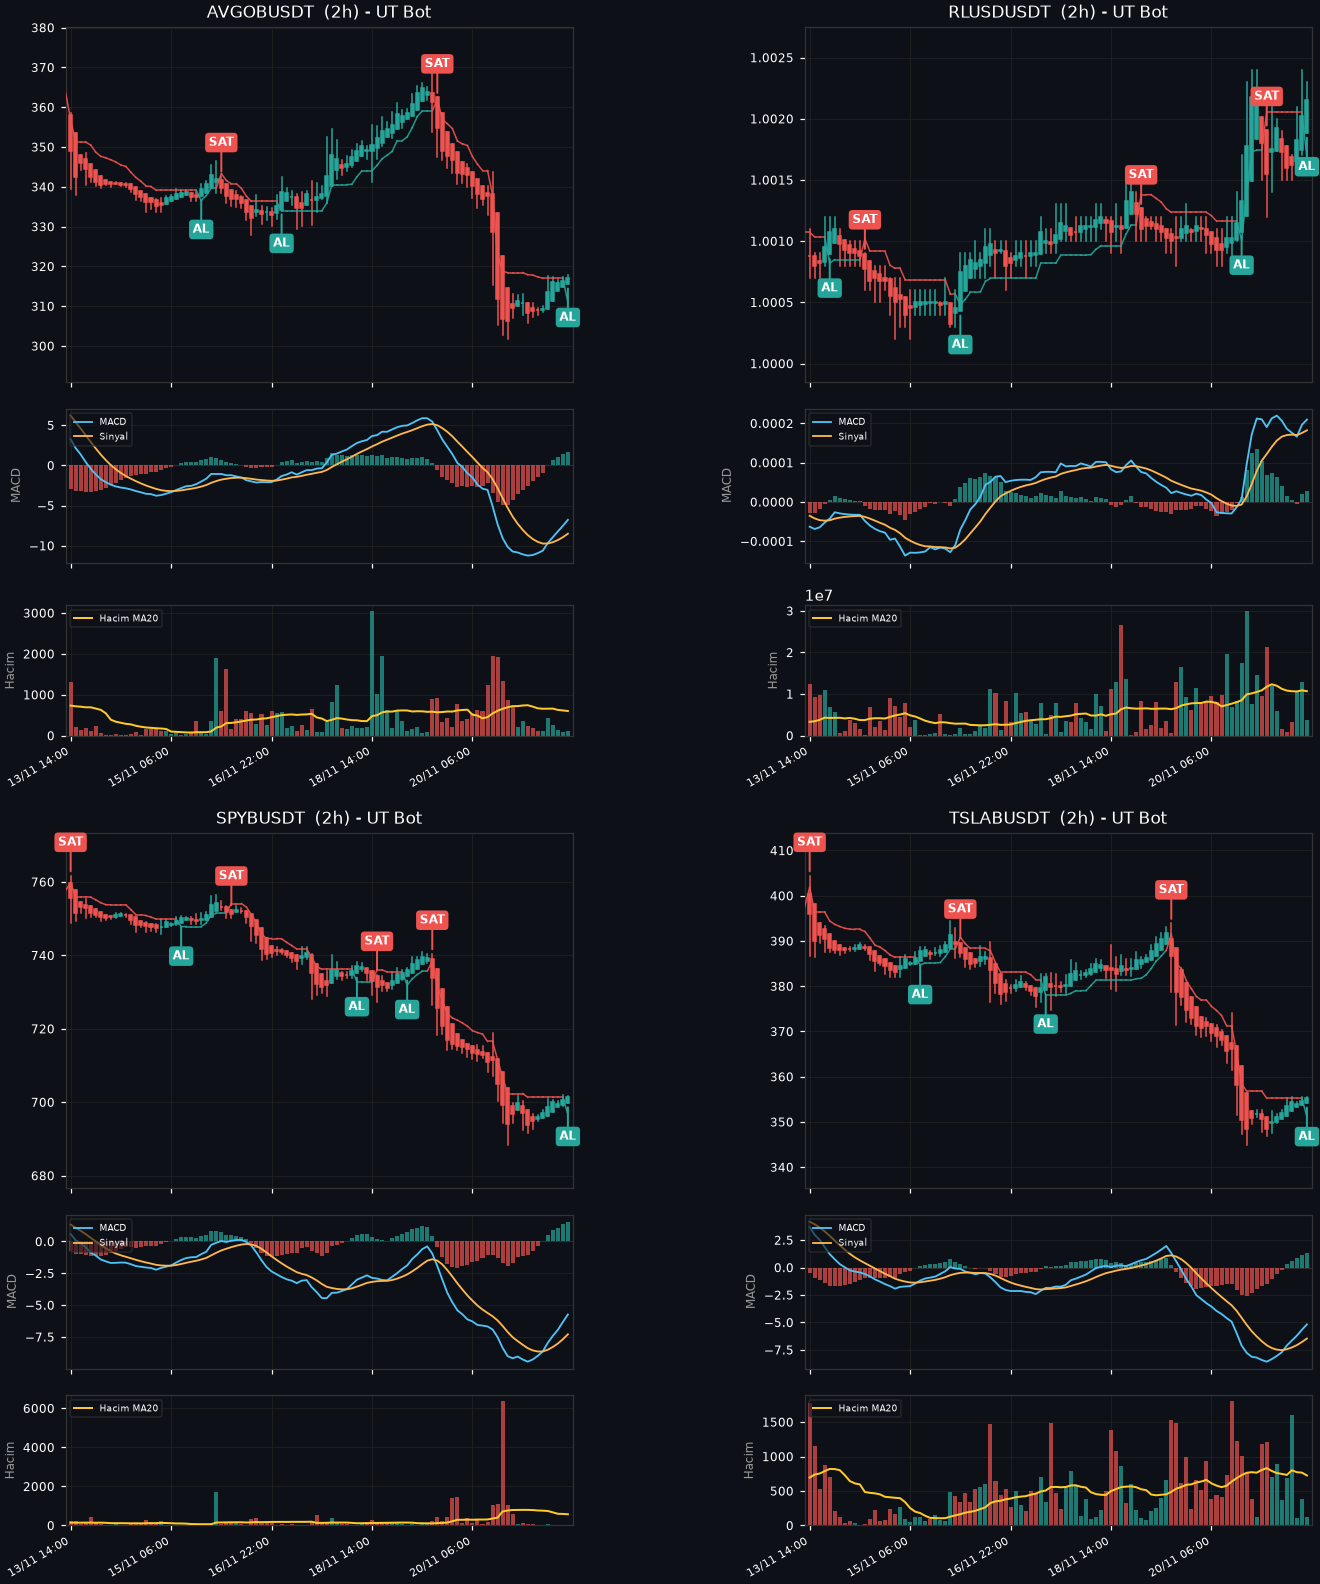 AVGOBUSDT  (2h) - UT Bot
380
370
360
350
340
330
320
310
300
SAT
SAT
AL
AL
AL
MACD
Sinyal
MACD
5
0
−5
−10
Hacim MA20
Hacim
3000
2000
1000
0
13/11 14:00
15/11 06:00
16/11 22:00
18/11 14:00
20/11 06:00
RLUSDUSDT  (2h) - UT Bot
1.0025
1.0020
1.0015
1.0010
1.0005
1.0000
SAT
SAT
SAT
AL
AL
AL
AL
MACD
Sinyal
MACD
0.0002
0.0001
0.0000
−0.0001
1e7
Hacim MA20
Hacim
3
2
1
0
13/11 14:00
15/11 06:00
16/11 22:00
18/11 14:00
20/11 06:00
SPYBUSDT  (2h) - UT Bot
760
740
720
700
680
SAT
SAT
SAT
SAT
AL
AL
AL
AL
MACD
Sinyal
MACD
0.0
−2.5
−5.0
−7.5
Hacim MA20
Hacim
6000
4000
2000
0
13/11 14:00
15/11 06:00
16/11 22:00
18/11 14:00
20/11 06:00
TSLABUSDT  (2h) - UT Bot
410
400
390
380
370
360
350
340
SAT
SAT
SAT
AL
AL
AL
MACD
Sinyal
MACD
2.5
0.0
−2.5
−5.0
−7.5
Hacim MA20
Hacim
1500
1000
500
0
13/11 14:00
15/11 06:00
16/11 22:00
18/11 14:00
20/11 06:00